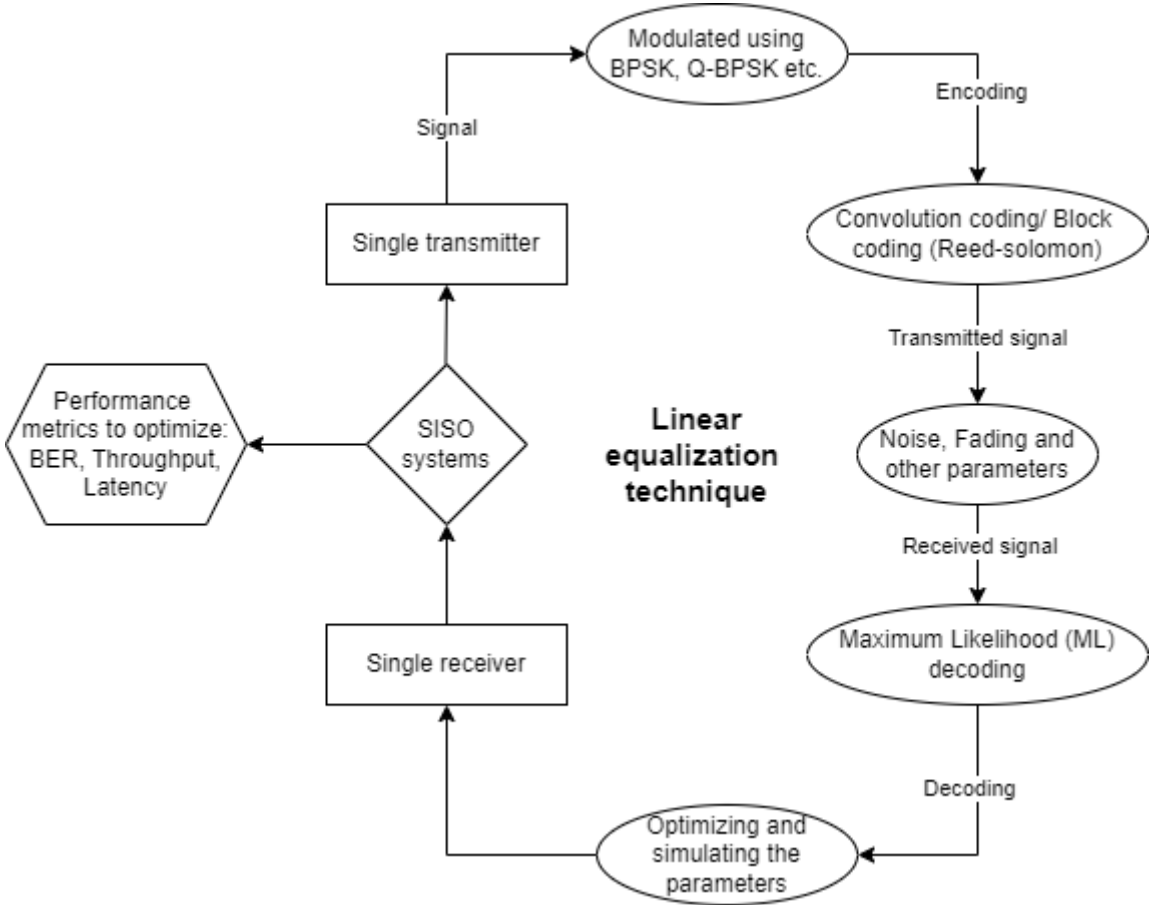 Modulated using
BPSK, Q-BPSK etc.
Encoding
Signal
Convolution coding/ Block
coding (Reed-solomon)
Single transmitter
Transmitted signal
Performance
metrics to optimize:
BER, Throughput,
Latency
SISO
systems
Linear
equalization
technique
Noise, Fading and
other parameters
Received signal
Single receiver
Maximum Likelihood (ML)
decoding
Decoding
Optimizing and
simulating the
parameters